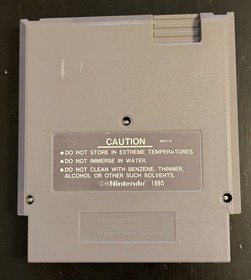 CAUTION REV-A
●DO NOT STORE IN EXTREME TEMPERATURES.
●DO NOT IMMERSE IN WATER.
●DO NOT CLEAN WITH BENZENE, THINNER,
ALCOHOL OR OTHER SUCH SOLVENTS.
©®Nintendo® 1985
Nintendo